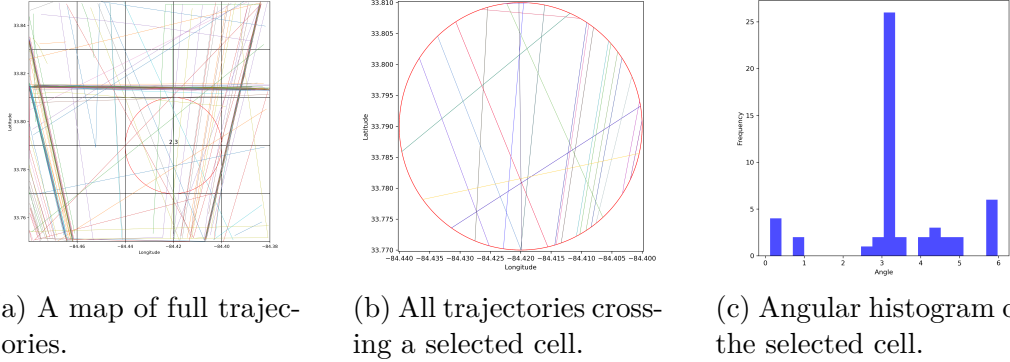 33.84
33.82
33.80
33.78
33.76
Latitude
2.3
−84.46
−84.44
−84.42
−84.40
−84.38
Longitude
33.810
33.805
33.800
33.795
33.790
33.785
33.780
33.775
33.770
Latitude
−84.440 −84.435 −84.430 −84.425 −84.420 −84.415 −84.410 −84.405 −84.400
Longitude
25
20
15
10
5
0
Frequency
0 1 2 3 4 5 6
Angle
a) A map of full trajec-
ories.
(b) All trajectories cross-
ing a selected cell.
(c) Angular histogram o
the selected cell.